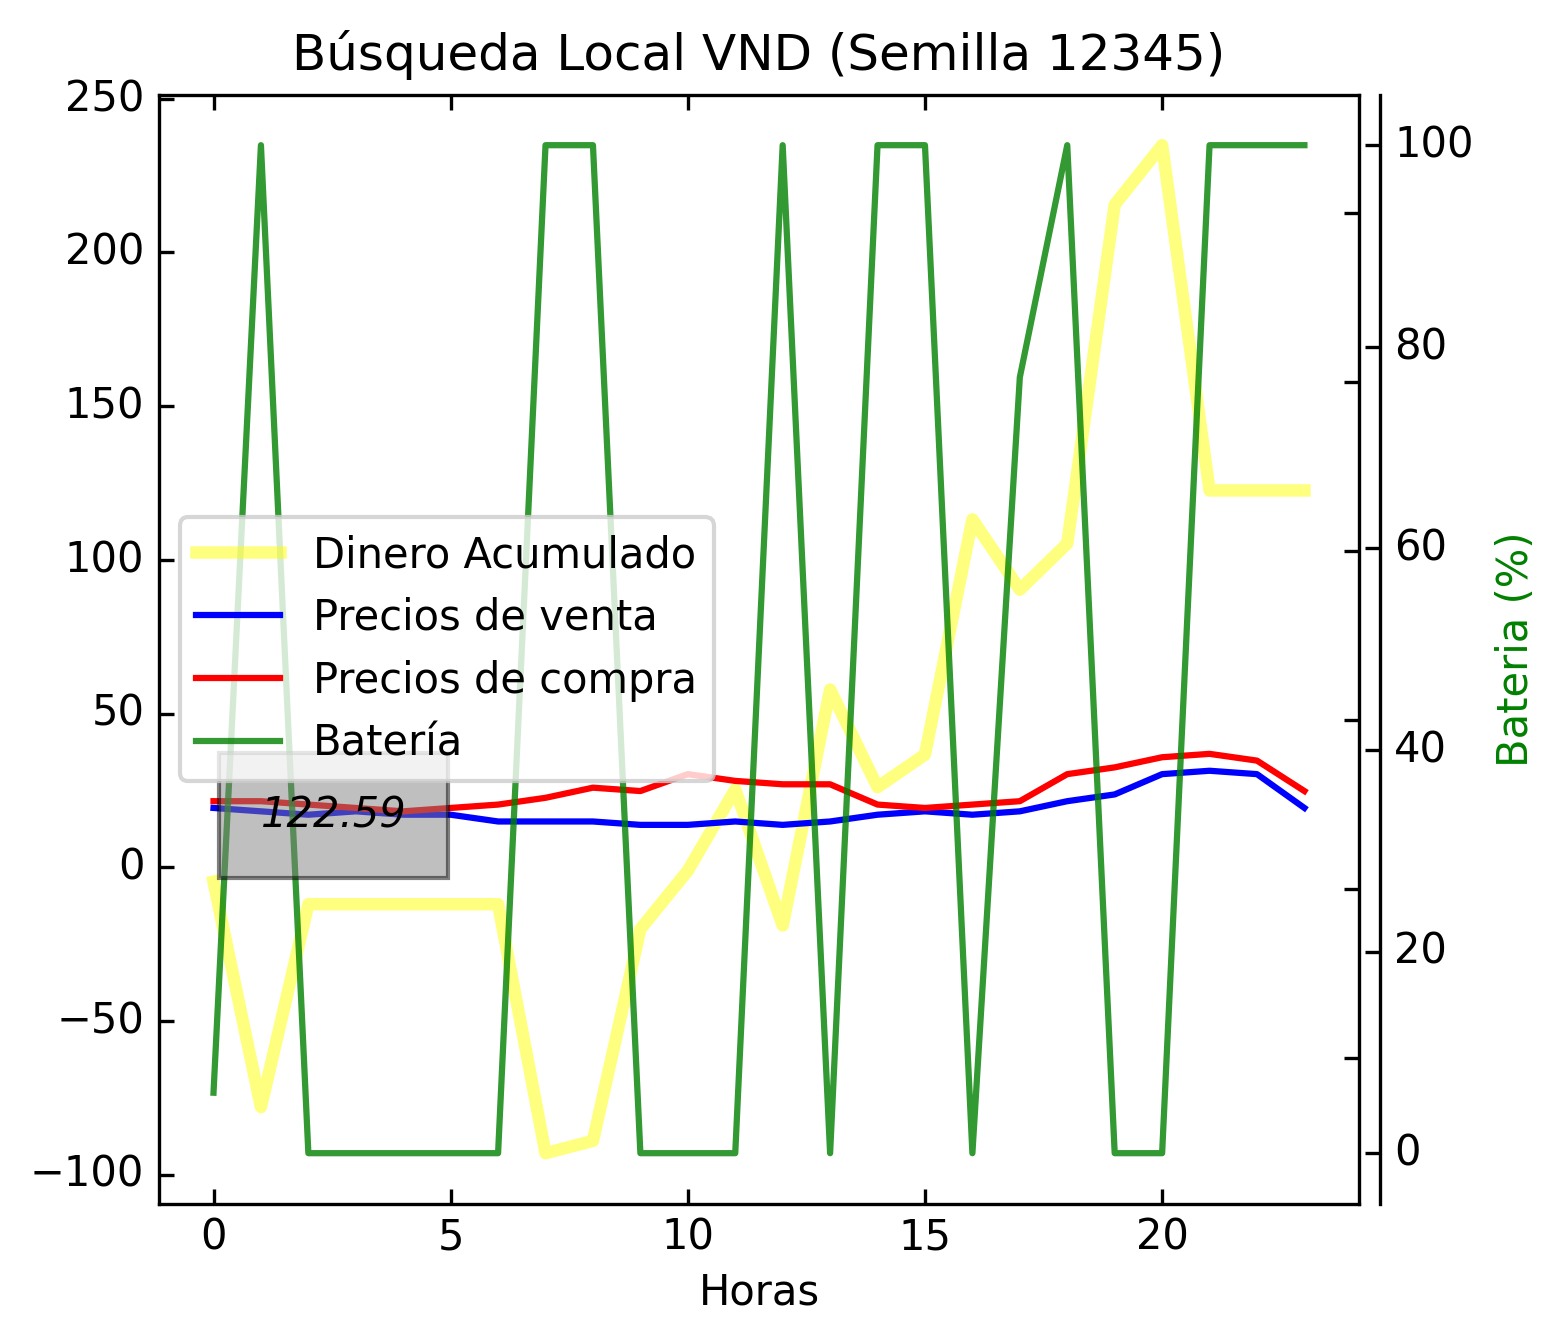 Búsqueda Local VND (Semilla 12345)
250
200
150
100
50
0
−50
−100
Dinero Acumulado
Precios de venta
Precios de compra
Batería
122.59
100
80
60
40
20
0
Bateria (%)
0 5 10 15 20
Horas